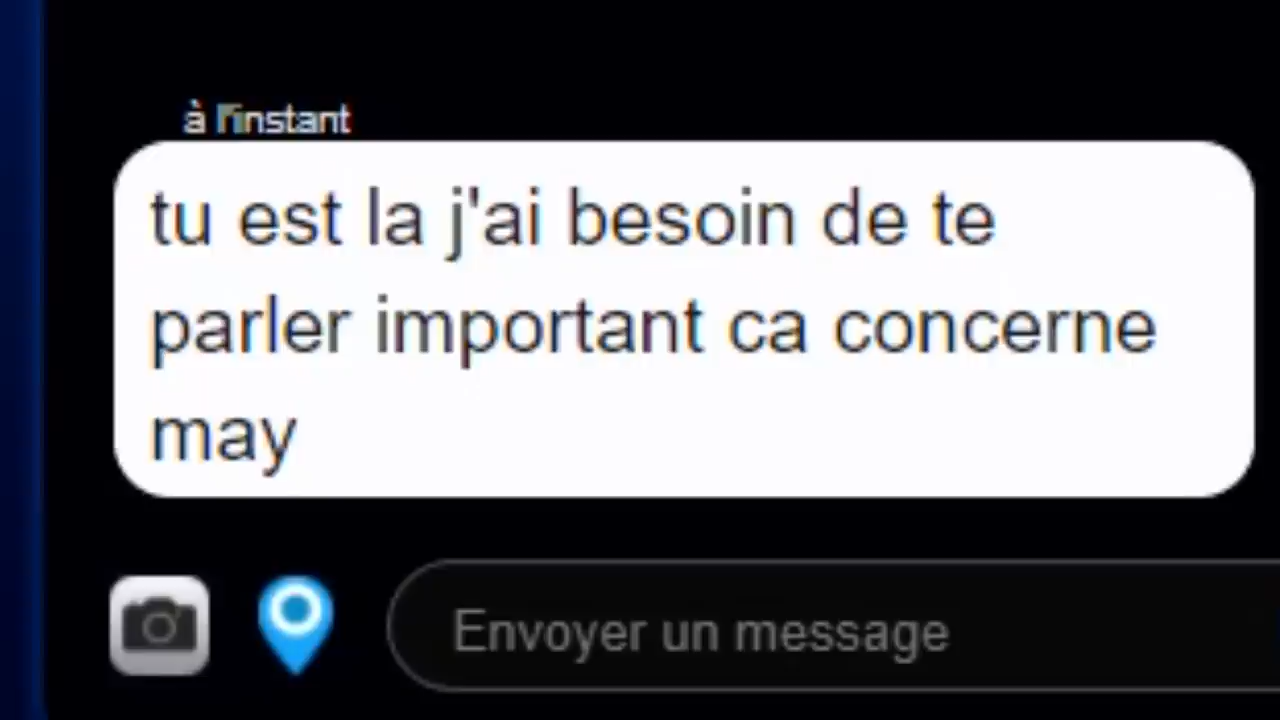 à l'instant
tu est la j'ai besoin de te
parler important ca concerne
may
Envoyer un message